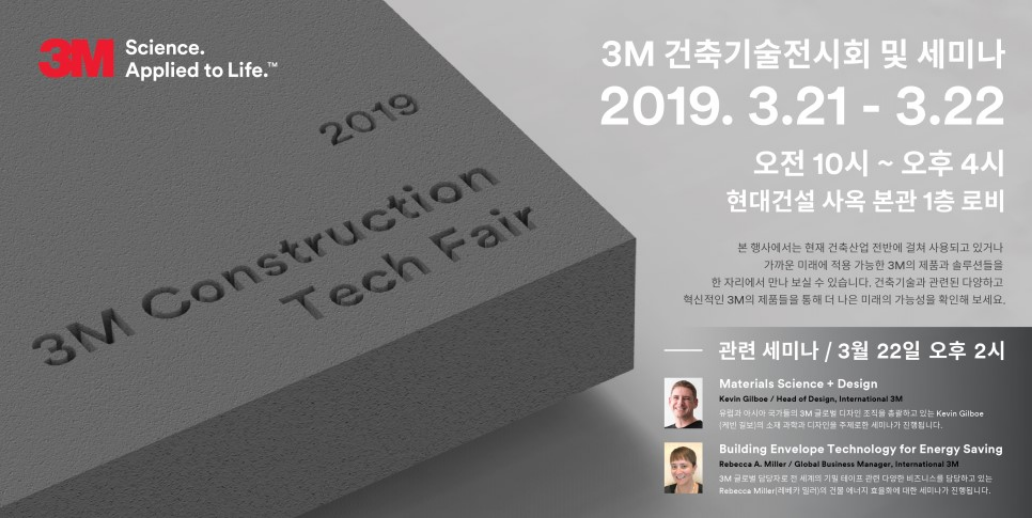 3M Science.
Applied to Life.™
2019
3M Construction
Tech Fair
3M 건축기술전시회 및 세미나
2019. 3.21 - 3.22
오전 10시 ~ 오후 4시
현대건설 사옥 본관 1층 로비
본 행사에서는 현재 건축산업 전반에 걸쳐 사용되고 있거나
가까운 미래에 적용 가능한 3M의 제품과 솔루션들을
한 자리에서 만나 보실 수 있습니다. 건축기술과 관련된 다양하고
혁신적인 3M의 제품들을 통해 더 나은 미래의 가능성을 확인해 보세요.
관련 세미나 / 3월 22일 오후 2시
Materials Science + Design
Kevin Gilboe / Head of Design, International 3M
유럽과 아시아 국가들의 3M 글로벌 디자인 조직을 총괄하고 있는 Kevin Gilboe
(케빈 길보)의 소재 과학과 디자인을 주제로한 세미나가 진행됩니다.
Building Envelope Technology for Energy Saving
Rebecca A. Miller / Global Business Manager, International 3M
3M 글로벌 담당자로 전 세계의 기밀 테이프 관련 다양한 비즈니스를 담당하고 있는
Rebecca Miller(레베카 밀러)의 건물 에너지 효율화에 대한 세미나가 진행됩니다.